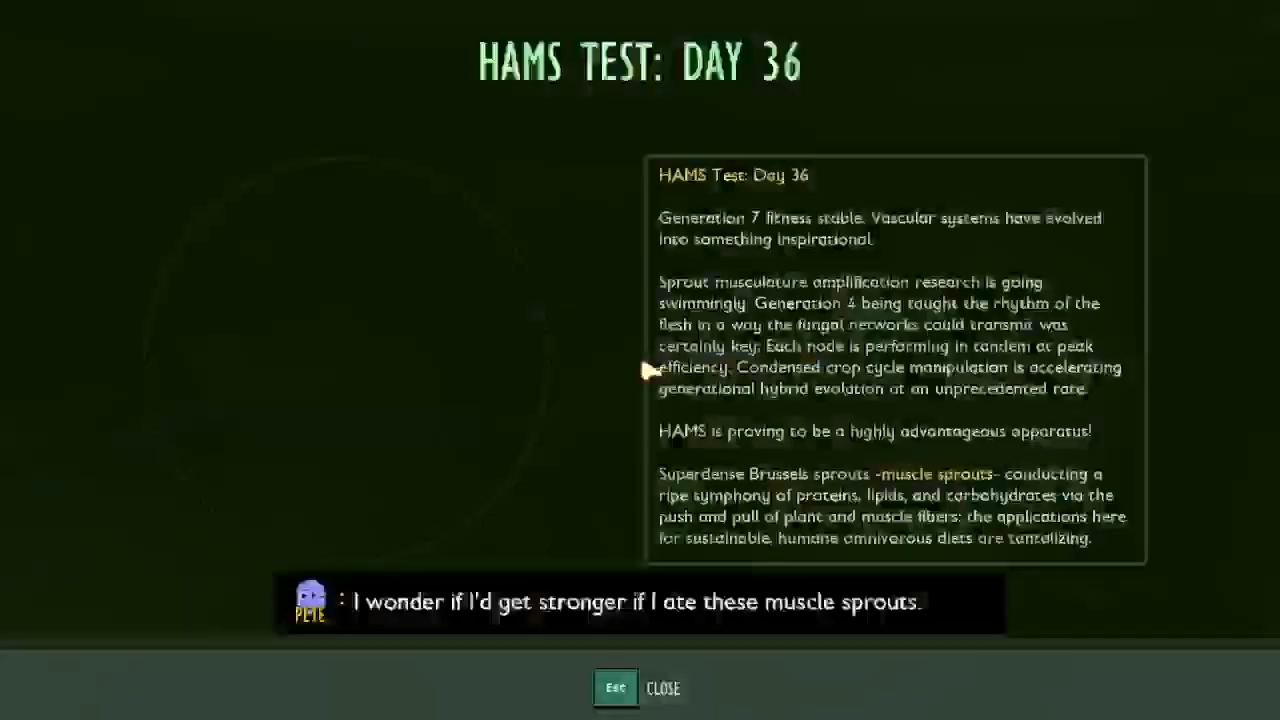 HAMS TEST: DAY 36
HAMS Test: Day 36
Generation 7 fitness stable. Vascular systems have evolved
into something inspirational.
Sprout musculature amplification research is going
swimmingly. Generation 4 being taught the rhythm of the
flesh in a way the fungal networks could transmit was
certainly key. Each node is performing in tandem at peak
efficiency. Condensed crop cycle manipulation is accelerating
generational hybrid evolution at an unprecedented rate.
HAMS is proving to be a highly advantageous apparatus!
Superdense Brussels sprouts -muscle sprouts- conducting a
ripe symphony of proteins, lipids, and carbohydrates via the
push and pull of plant and muscle fibers: the applications here
for sustainable, humane omnivorous diets are tantalizing.
PETE : I wonder if I'd get stronger if I ate these muscle sprouts.
Esc CLOSE